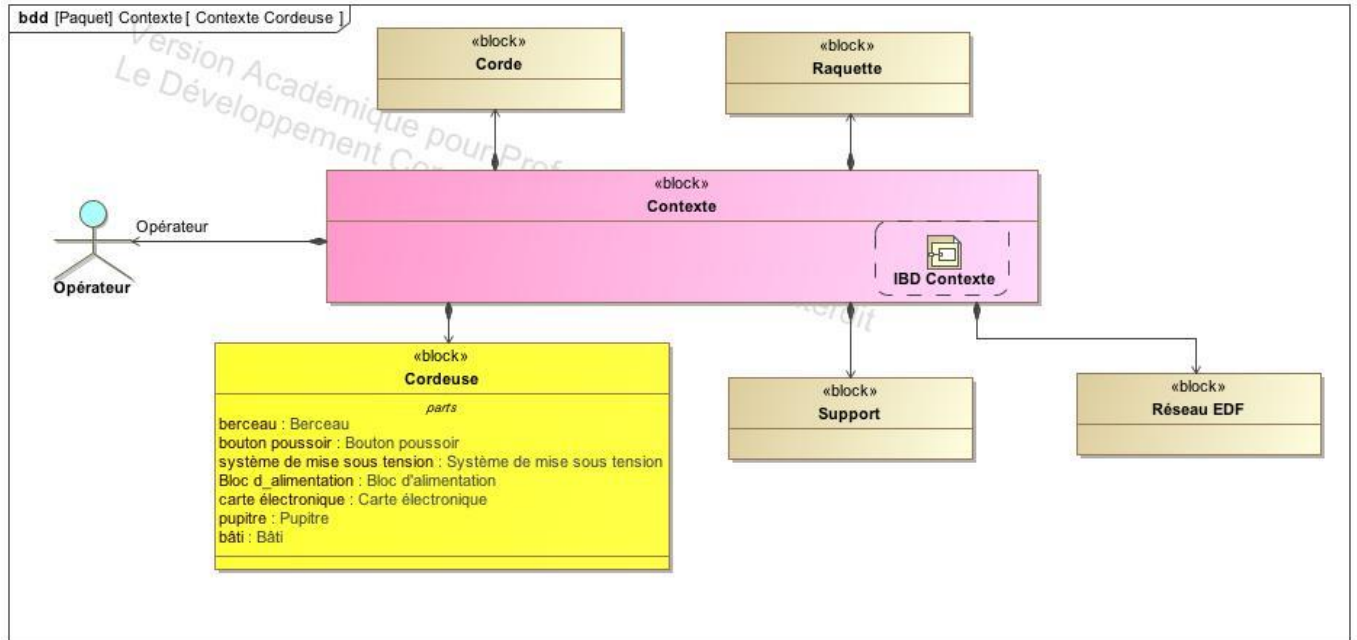 bdd [Paquet] Contexte [ Contexte Cordeuse ]
Version Académique pour Prof
Le Développement Co
«block»
Corde
«block»
Raquette
«block»
Contexte
IBD Contexte
Opérateur
Opérateur
«block»
Cordeuse
parts
berceau : Berceau
bouton poussoir : Bouton poussoir
système de mise sous tension : Système de mise sous tension
Bloc d_alimentation : Bloc d'alimentation
carte électronique : Carte électronique
pupitre : Pupitre
bâti : Bâti
«block»
Support
«block»
Réseau EDF